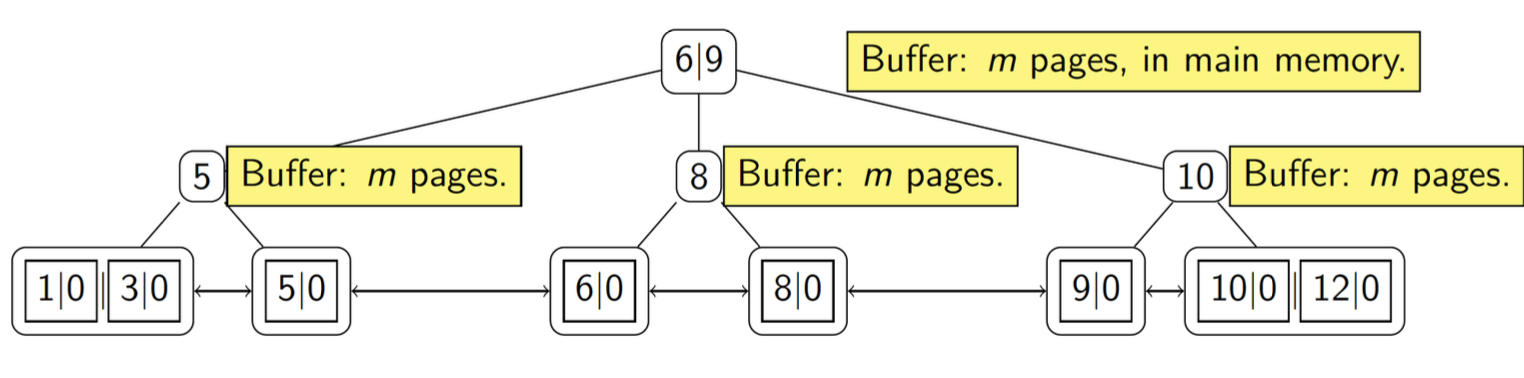 6|9 Buffer: m pages, in main memory.
5 Buffer: m pages. 8 Buffer: m pages. 10 Buffer: m pages.
1|0 | 3|0 5|0 6|0 8|0 9|0 10|0 | 12|0